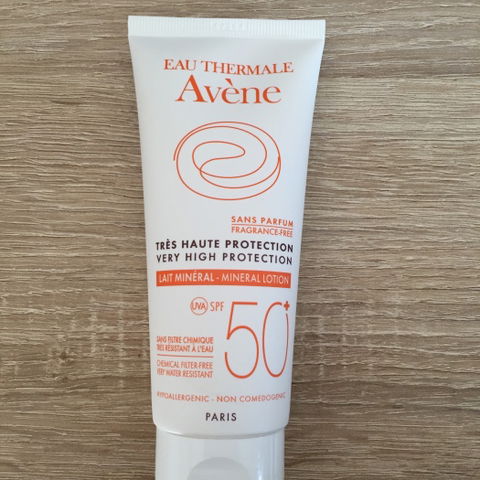 EAU THERMALE
Avène
SANS PARFUM
FRAGRANCE-FREE
TRÈS HAUTE PROTECTION
VERY HIGH PROTECTION
LAIT MINÉRAL - MINERAL LOTION
UVA SPF 50+
SANS FILTRE CHIMIQUE
TRÈS RÉSISTANT À L'EAU
CHEMICAL FILTER-FREE
VERY WATER RESISTANT
HYPOALLERGENIC - NON COMEDOGENIC
PARIS